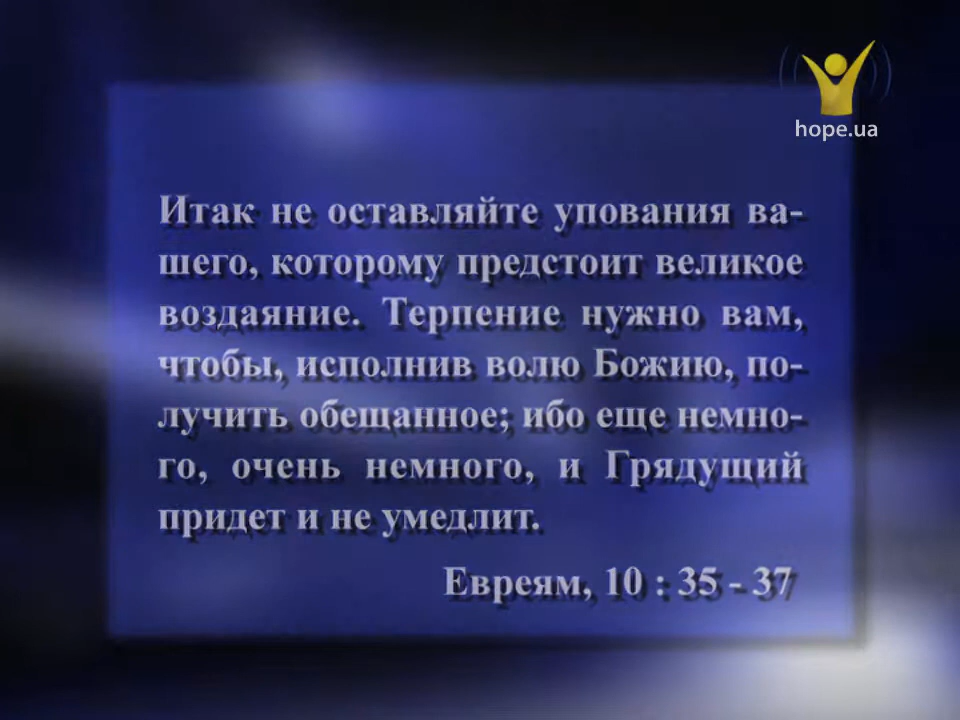 hope.ua
Итак не оставляйте упования ва-
шего, которому предстоит великое
воздаяние. Терпение нужно вам,
чтобы, исполнив волю Божию, по-
лучить обещанное; ибо еще немно-
го, очень немного, и Грядущий
придет и не умедлит.
Евреям, 10 : 35 - 37